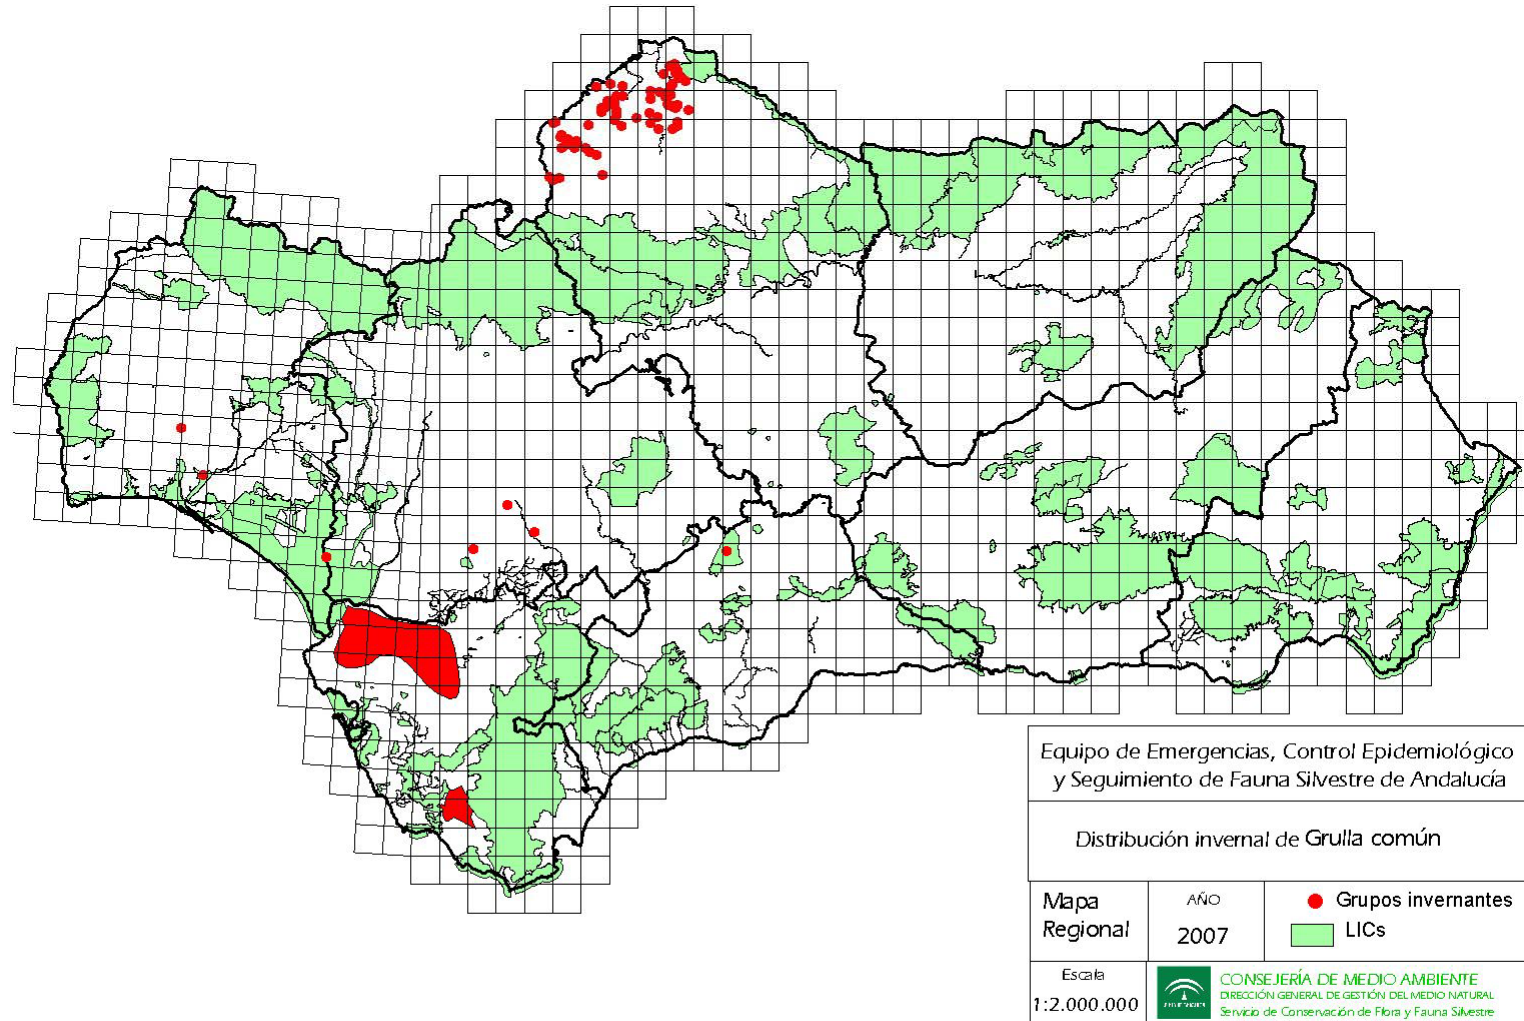 Equipo de Emergencias, Control Epidemiológico
y Seguimiento de Fauna Silvestre de Andalucía
Distribución invernal de Grulla común
Mapa
Regional
AÑO
2007
Grupos invernantes
LICs
Escala
1:2.000.000
CONSEJERÍA DE MEDIO AMBIENTE
DIRECCIÓN GENERAL DE GESTIÓN DEL MEDIO NATURAL
Servicio de Conservación de Flora y Fauna Silvestre